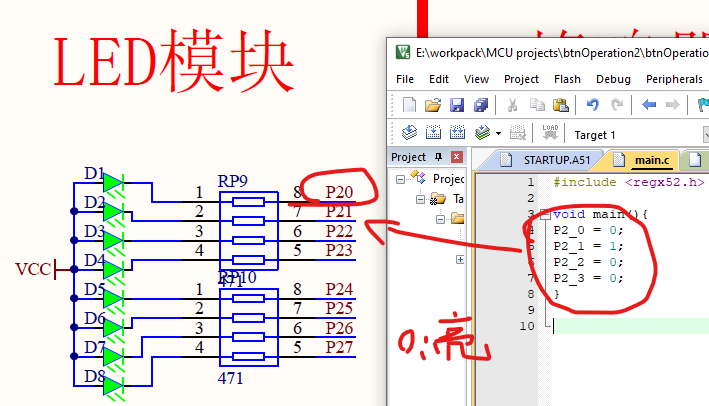 LED模块
E:\workpack\MCU projects\btnOperation2\btnOperation
File Edit View Project Flash Debug Peripherals
Target 1
Project
STARTUP.A51
main.c
Project
Ta
1 #include <regx52.h>
2
3 void main(){
4 P2_0 = 0;
P2_1 = 1;
6 P2_2 = 0;
7 P2_3 = 0;
8 }
9
10
D1
D2
D3
D4
D5
D6
D7
D8
VCC
RP9
1 8 P20
2 7 P21
3 6 P22
4 5 P23
471
RP10
1 8 P24
2 7 P25
3 6 P26
4 5 P27
471
0:亮